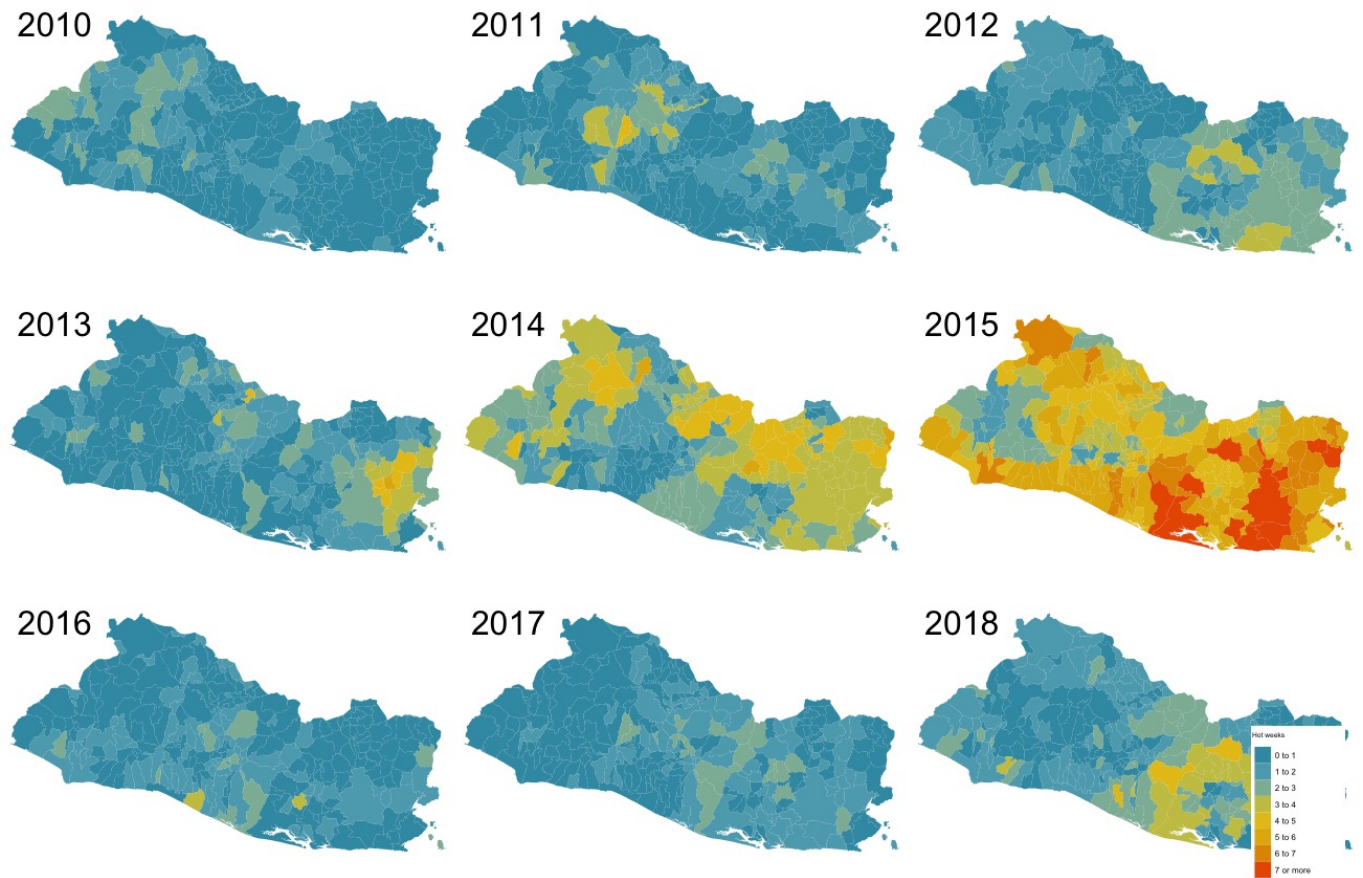 2010
2011
2012
2013
2014
2015
2016
2017
2018
Hot weeks
0 to 1
1 to 2
2 to 3
3 to 4
4 to 5
5 to 6
6 to 7
7 or more